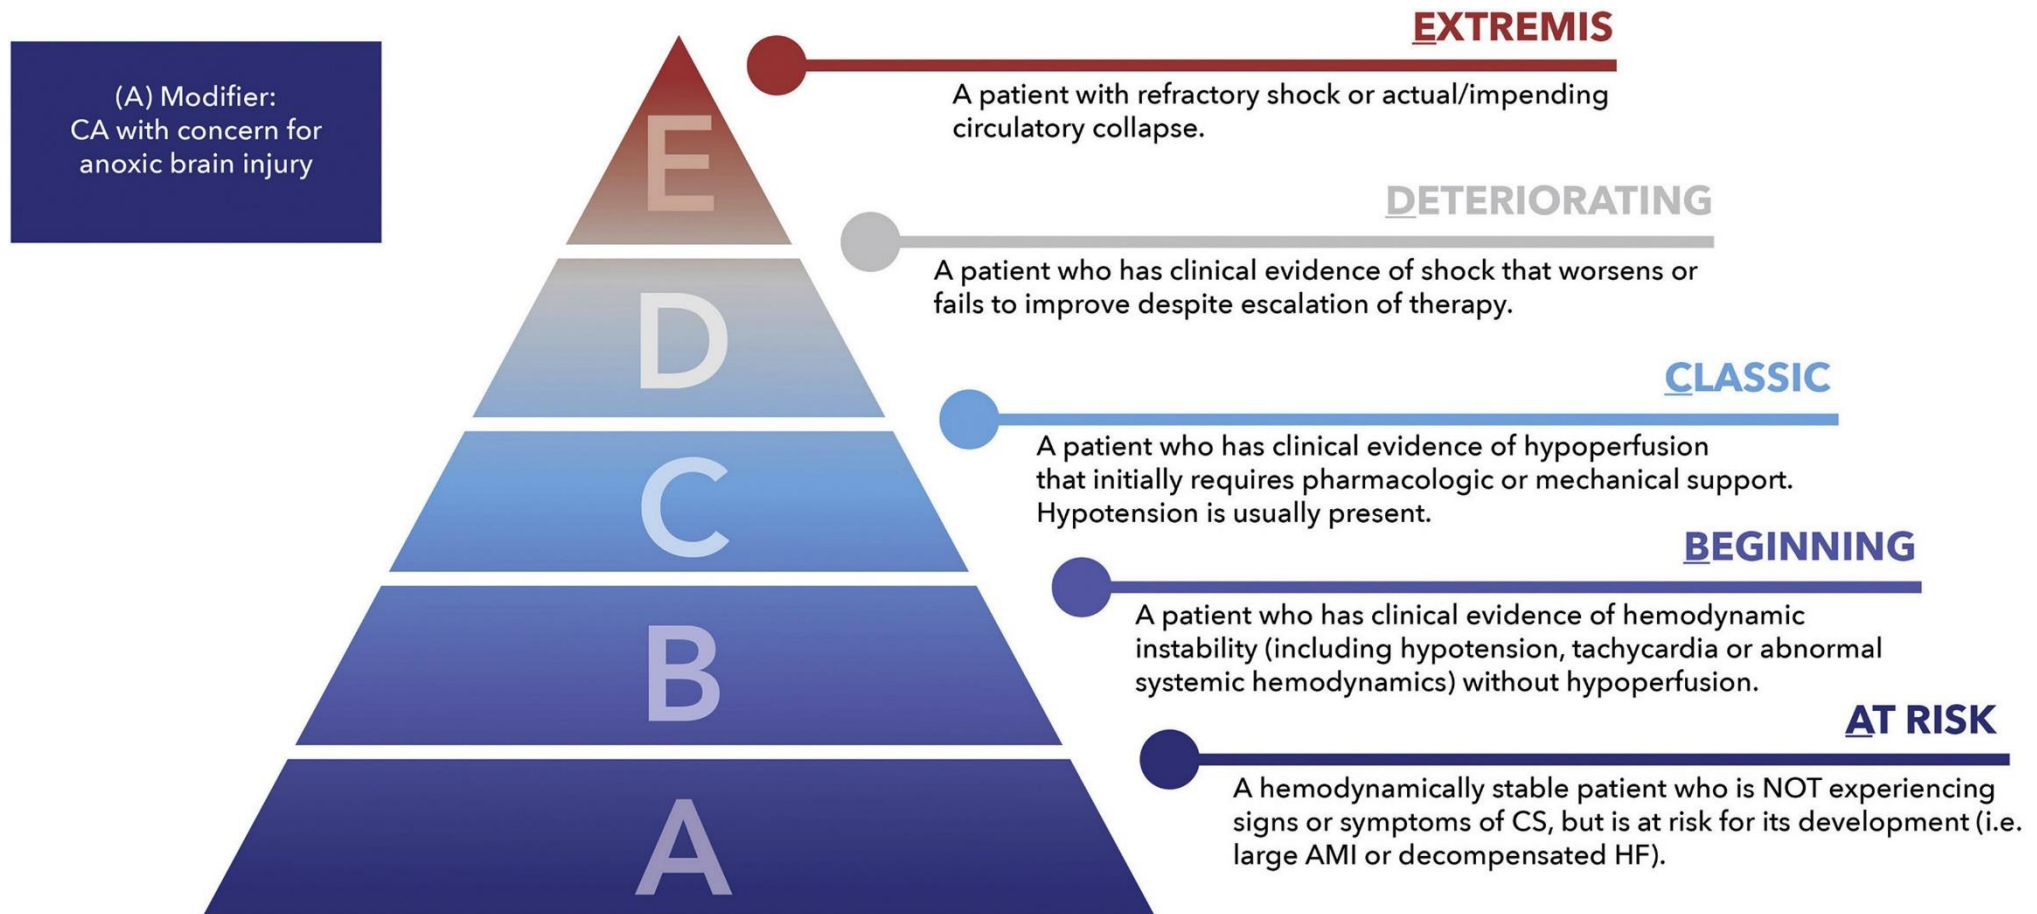 (A) Modifier:
CA with concern for
anoxic brain injury
E
EXTREMIS
A patient with refractory shock or actual/impending
circulatory collapse.
D
DETERIORATING
A patient who has clinical evidence of shock that worsens or
fails to improve despite escalation of therapy.
C
CLASSIC
A patient who has clinical evidence of hypoperfusion
that initially requires pharmacologic or mechanical support.
Hypotension is usually present.
B
BEGINNING
A patient who has clinical evidence of hemodynamic
instability (including hypotension, tachycardia or abnormal
systemic hemodynamics) without hypoperfusion.
A
AT RISK
A hemodynamically stable patient who is NOT experiencing
signs or symptoms of CS, but is at risk for its development (i.e.
large AMI or decompensated HF).